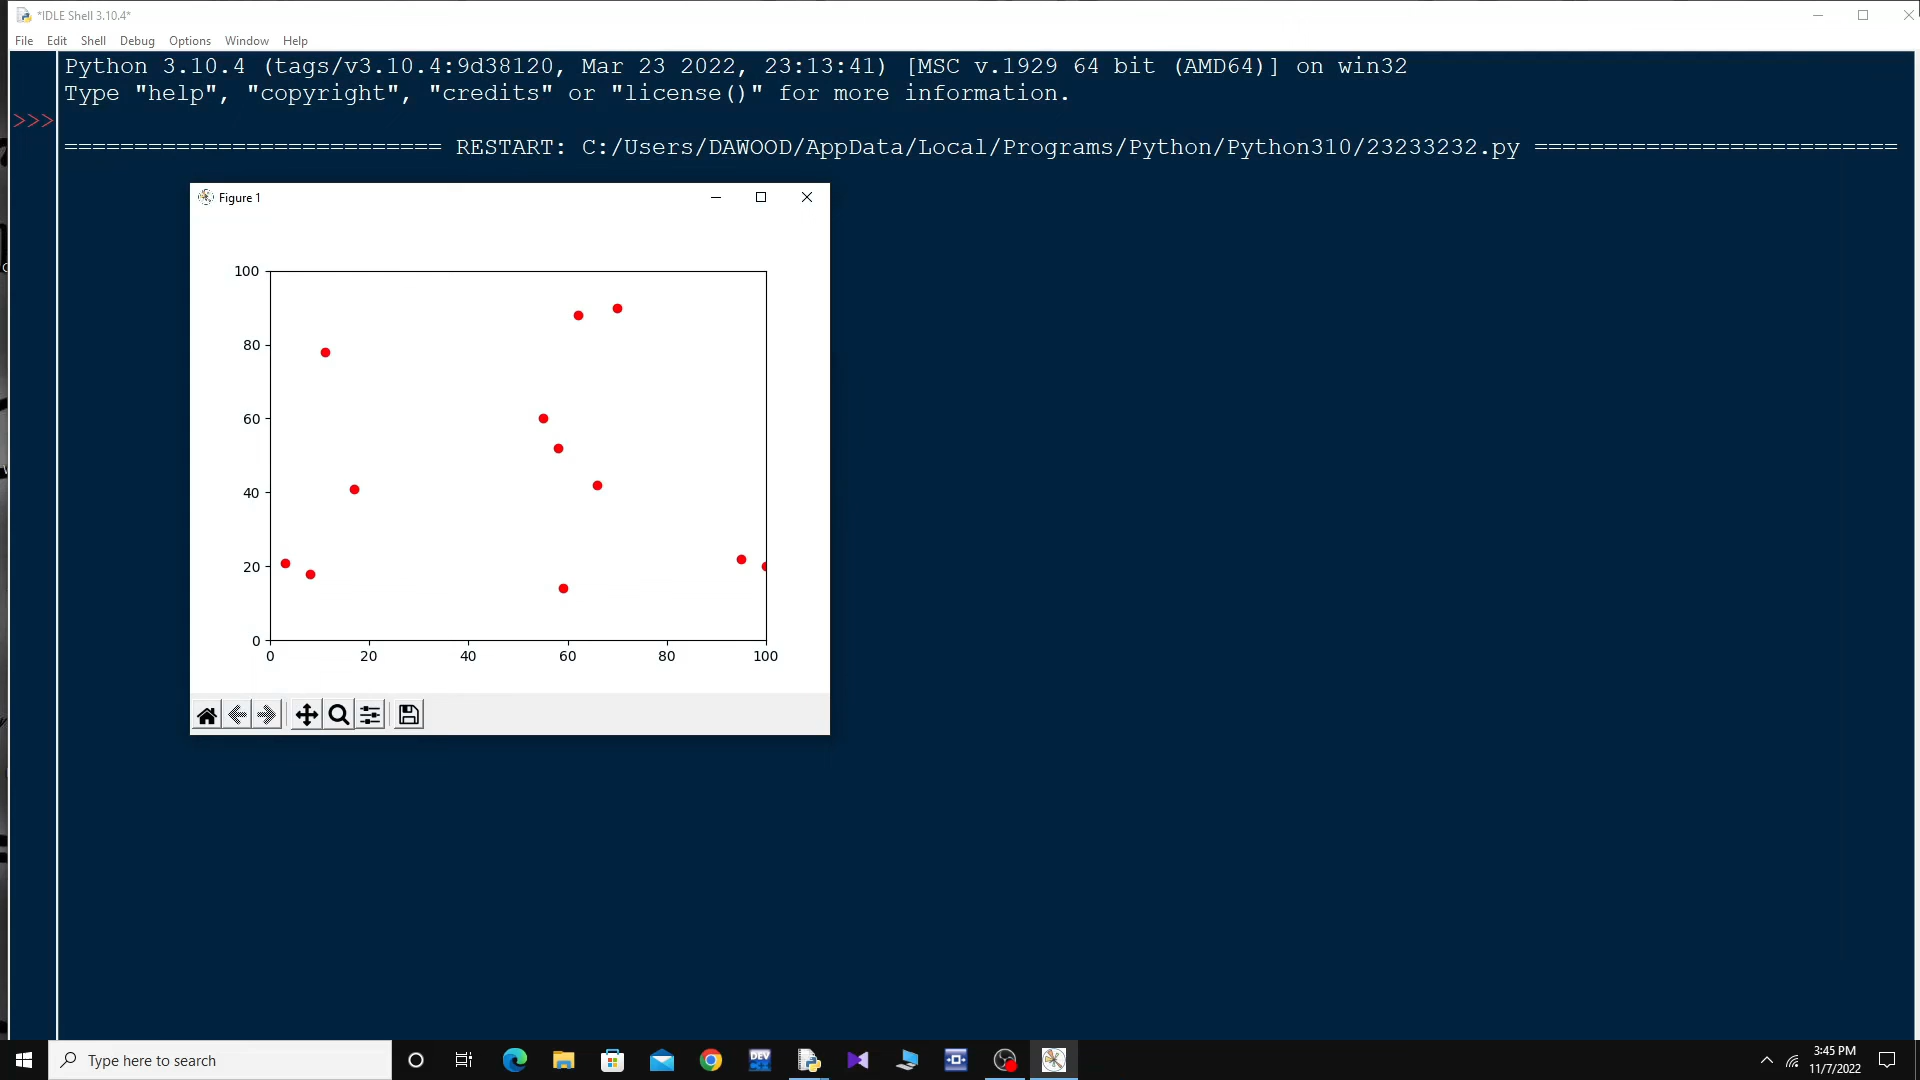 *IDLE Shell 3.10.4*
File Edit Shell Debug Options Window Help
Python 3.10.4 (tags/v3.10.4:9d38120, Mar 23 2022, 23:13:41) [MSC v.1929 64 bit (AMD64)] on win32
Type "help", "copyright", "credits" or "license()" for more information.
>>>
=========================== RESTART: C:/Users/DAWOOD/AppData/Local/Programs/Python/Python310/23233232.py ==========================
Figure 1
100
80
60
40
20
0
0 20 40 60 80 100
Type here to search
DEV
3:45 PM
11/7/2022